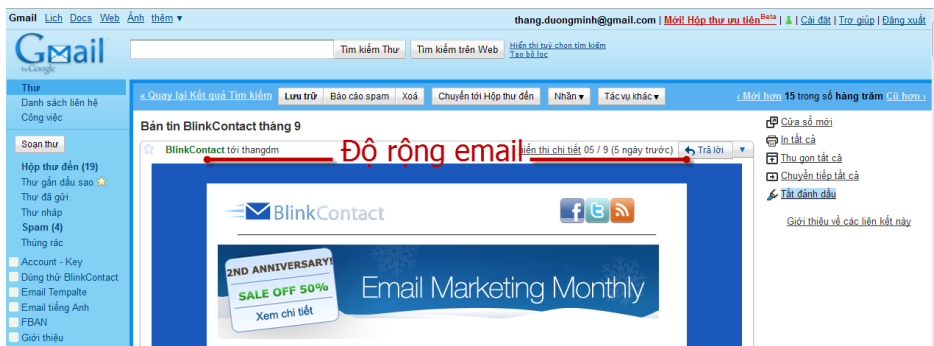 Gmail Lịch Docs Web Ảnh thêm ▼
thang.duongminh@gmail.com | Mới! Hộp thư ưu tiên Beta | Cài đặt | Trợ giúp | Đăng xuất
Gmail
by Google
Tìm kiếm Thư Tìm kiếm trên Web
Hiển thị tuỳ chọn tìm kiếm
Tạo bộ lọc
Thư
Danh sách liên hệ
Công việc
Soạn thư
Hộp thư đến (19)
Thư gắn dấu sao
Thư đã gửi
Thư nháp
Spam (4)
Thùng rác
Account - Key
Dùng thử BlinkContact
Email Tempalte
Email tiếng Anh
FBAN
Giới thiệu
« Quay lại Kết quả Tìm kiếm Lưu trữ Báo cáo spam Xoá Chuyển tới Hộp thư đến Nhãn ▼ Tác vụ khác ▼ ‹ Mới hơn 15 trong số hàng trăm Cũ hơn ›
Bản tin BlinkContact tháng 9
BlinkContact tới thangdm
Độ rộng email
hiển thị chi tiết 05 / 9 (5 ngày trước) Trả lời ▼
BlinkContact
2ND ANNIVERSARY!
SALE OFF 50%
Xem chi tiết
Email Marketing Monthly
Cửa sổ mới
In tất cả
Thu gọn tất cả
Chuyển tiếp tất cả
Tắt đánh dấu
Giới thiệu về các liên kết này